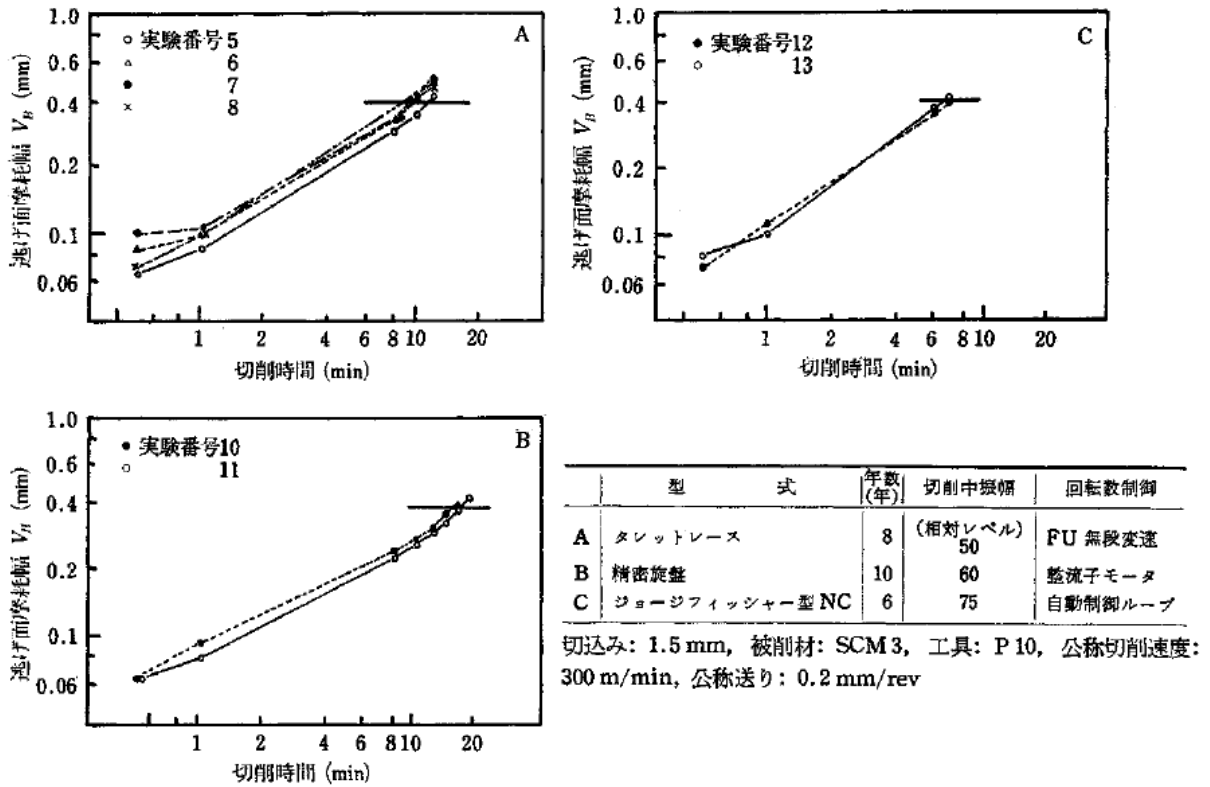 A
1.0
0.6
0.4
0.2
0.1
0.06
逃げ面摩耗幅 V_B (mm)
実験番号5
6
7
8
1 2 4 6 8 10 20
切削時間 (min)
C
1.0
0.6
0.4
0.2
0.1
0.06
逃げ面摩耗幅 V_B (mm)
実験番号12
13
1 2 4 6 8 10 20
切削時間 (min)
B
1.0
0.6
0.4
0.2
0.1
0.06
逃げ面摩耗幅 V_B (mm)
実験番号10
11
1 2 4 6 8 10 20
切削時間 (min)
型 式 年数(年) 切削中振幅 回転数制御
A タレットレース 8 (相対レベル) 50 FU 無段変速
B 精密旋盤 10 60 整流子モータ
C ジョージフィッシャー型 NC 6 75 自動制御ループ
切込み: 1.5 mm, 被削材: SCM 3, 工具: P 10, 公称切削速度:
300 m/min, 公称送り: 0.2 mm/rev